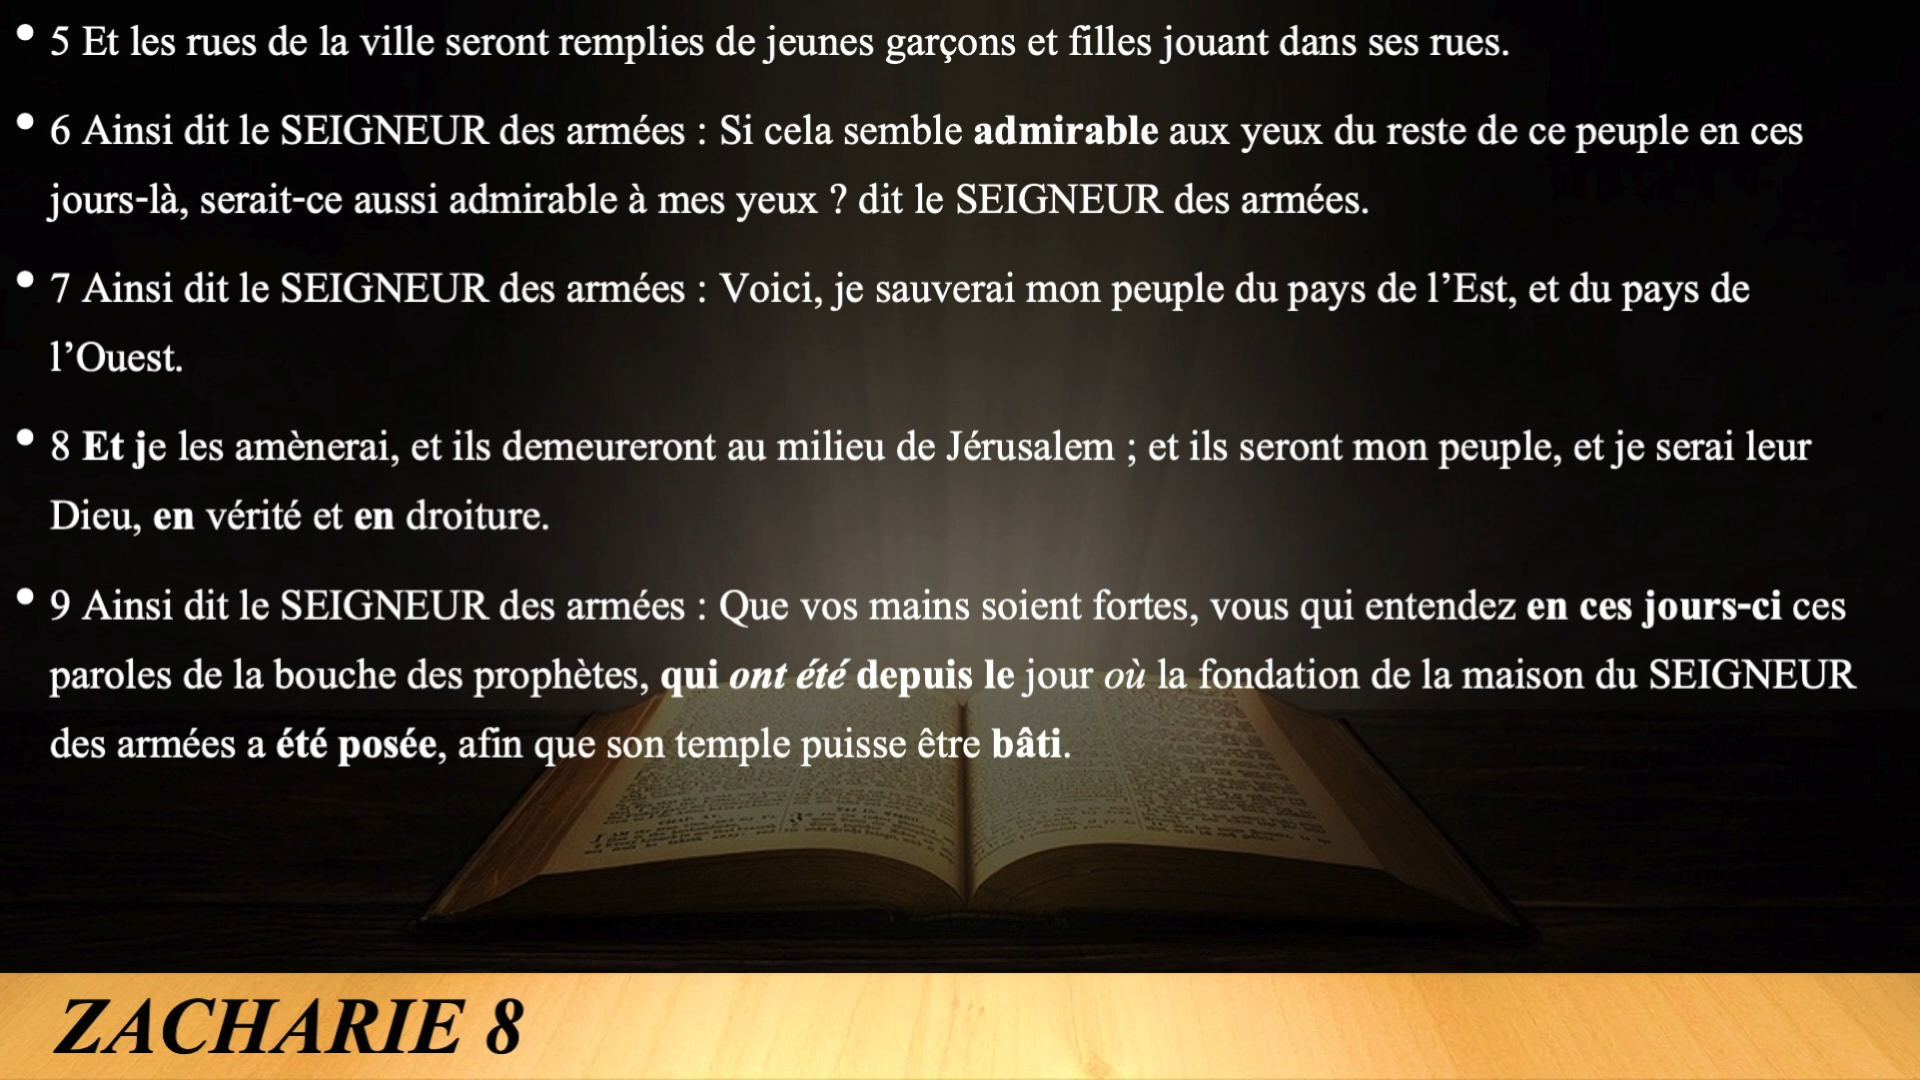 • 5 Et les rues de la ville seront remplies de jeunes garçons et filles jouant dans ses rues.
• 6 Ainsi dit le SEIGNEUR des armées : Si cela semble admirable aux yeux du reste de ce peuple en ces
jours-là, serait-ce aussi admirable à mes yeux ? dit le SEIGNEUR des armées.
• 7 Ainsi dit le SEIGNEUR des armées : Voici, je sauverai mon peuple du pays de l’Est, et du pays de
l’Ouest.
• 8 Et je les amènerai, et ils demeureront au milieu de Jérusalem ; et ils seront mon peuple, et je serai leur
Dieu, en vérité et en droiture.
• 9 Ainsi dit le SEIGNEUR des armées : Que vos mains soient fortes, vous qui entendez en ces jours-ci ces
paroles de la bouche des prophètes, qui ont été depuis le jour où la fondation de la maison du SEIGNEUR
des armées a été posée, afin que son temple puisse être bâti.
ZACHARIE 8